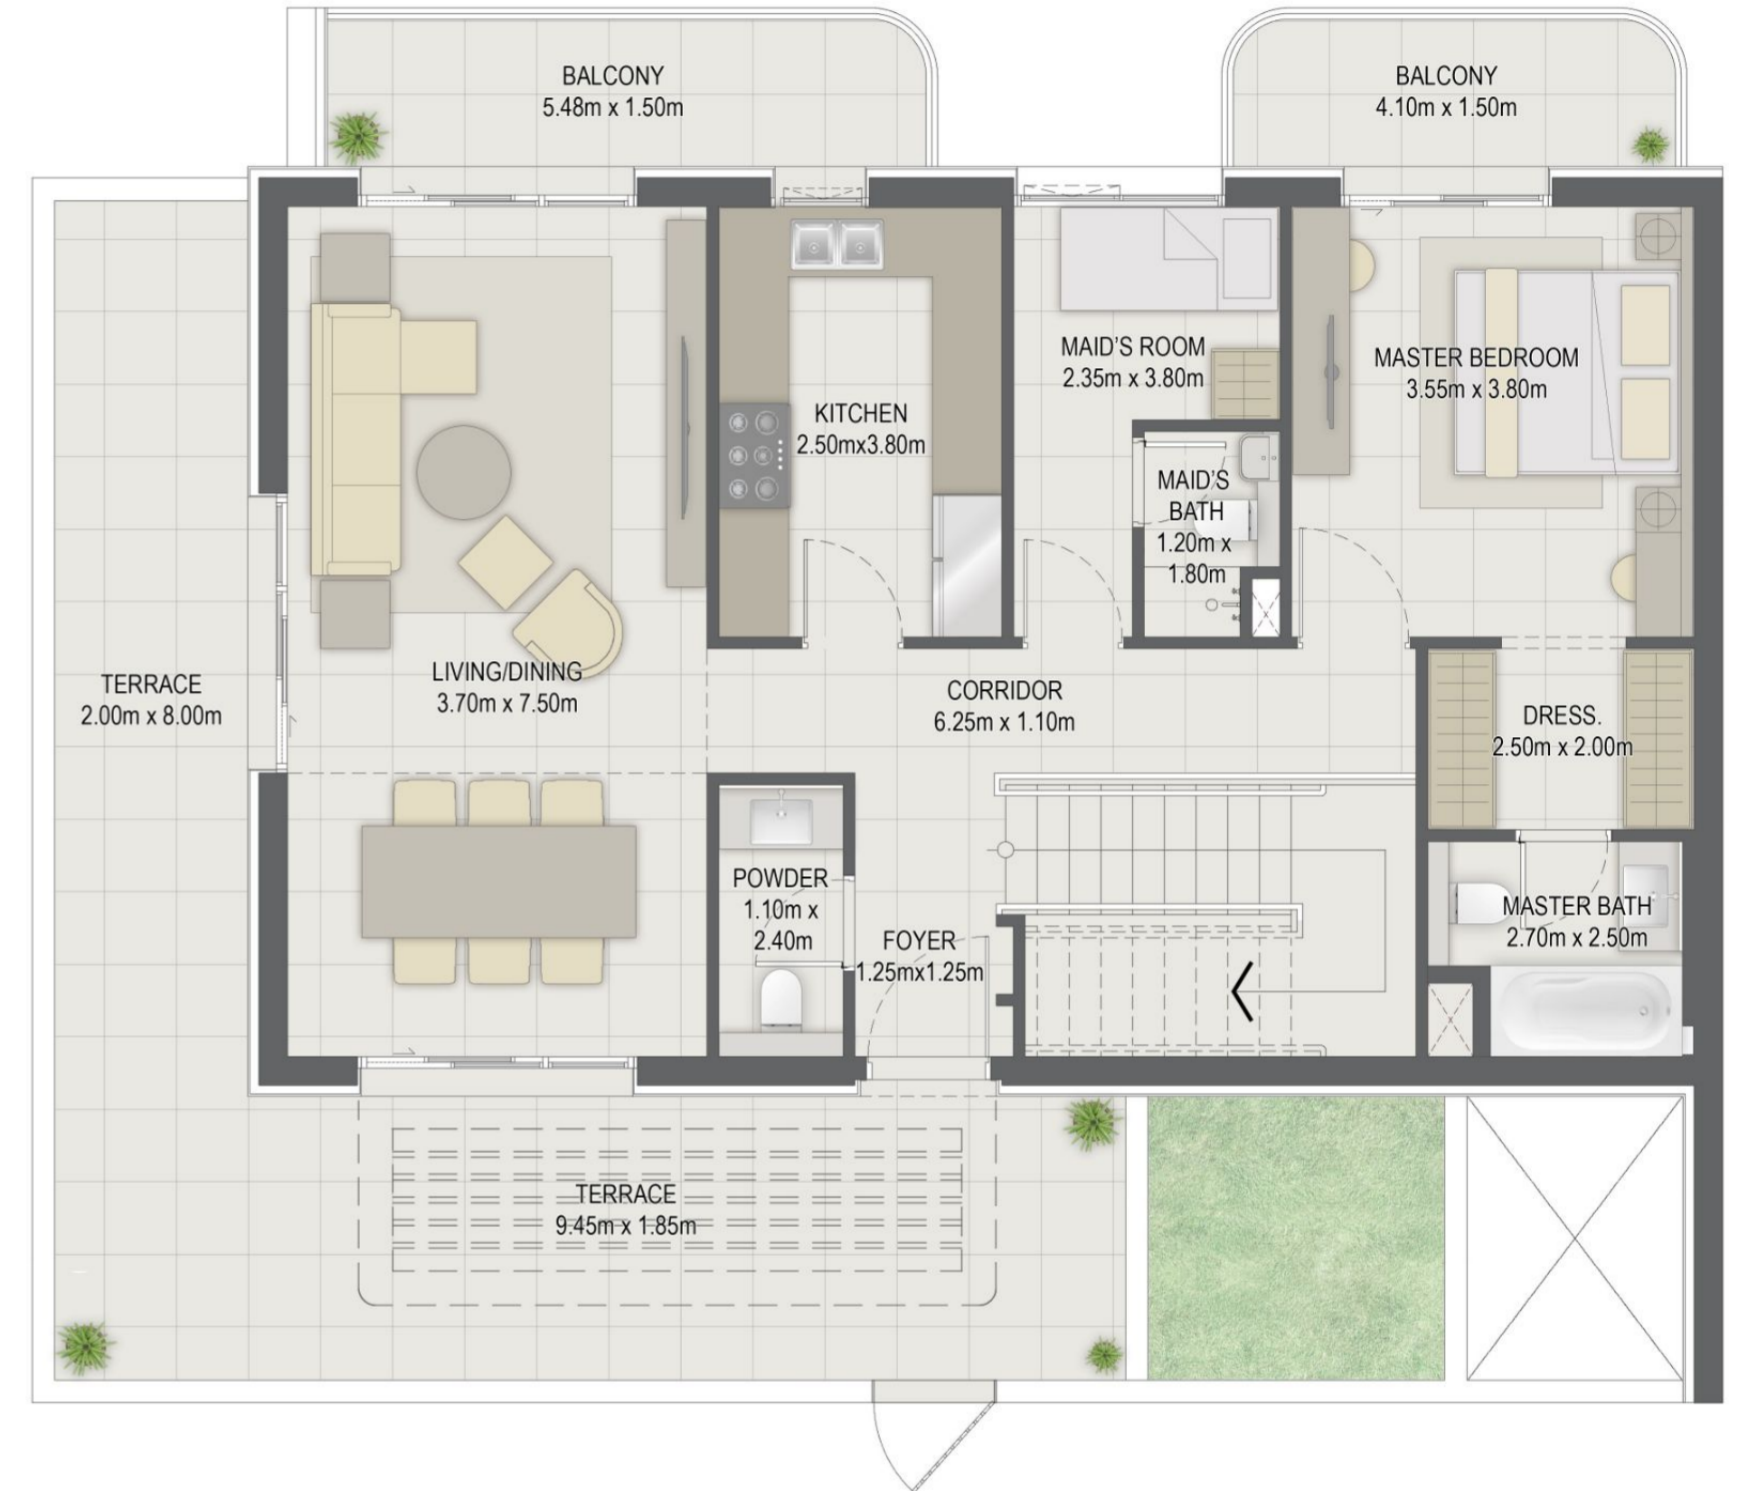 BALCONY
5.48m x 1.50m
BALCONY
4.10m x 1.50m
MAID'S ROOM
2.35m x 3.80m
MASTER BEDROOM
3.55m x 3.80m
KITCHEN
2.50mx3.80m
MAID'S
BATH
1.20m x
1.80m
TERRACE
2.00m x 8.00m
LIVING/DINING
3.70m x 7.50m
CORRIDOR
6.25m x 1.10m
DRESS.
2.50m x 2.00m
POWDER
1.10m x
2.40m
FOYER
1.25mx1.25m
MASTER BATH
2.70m x 2.50m
TERRACE
9.45m x 1.85m